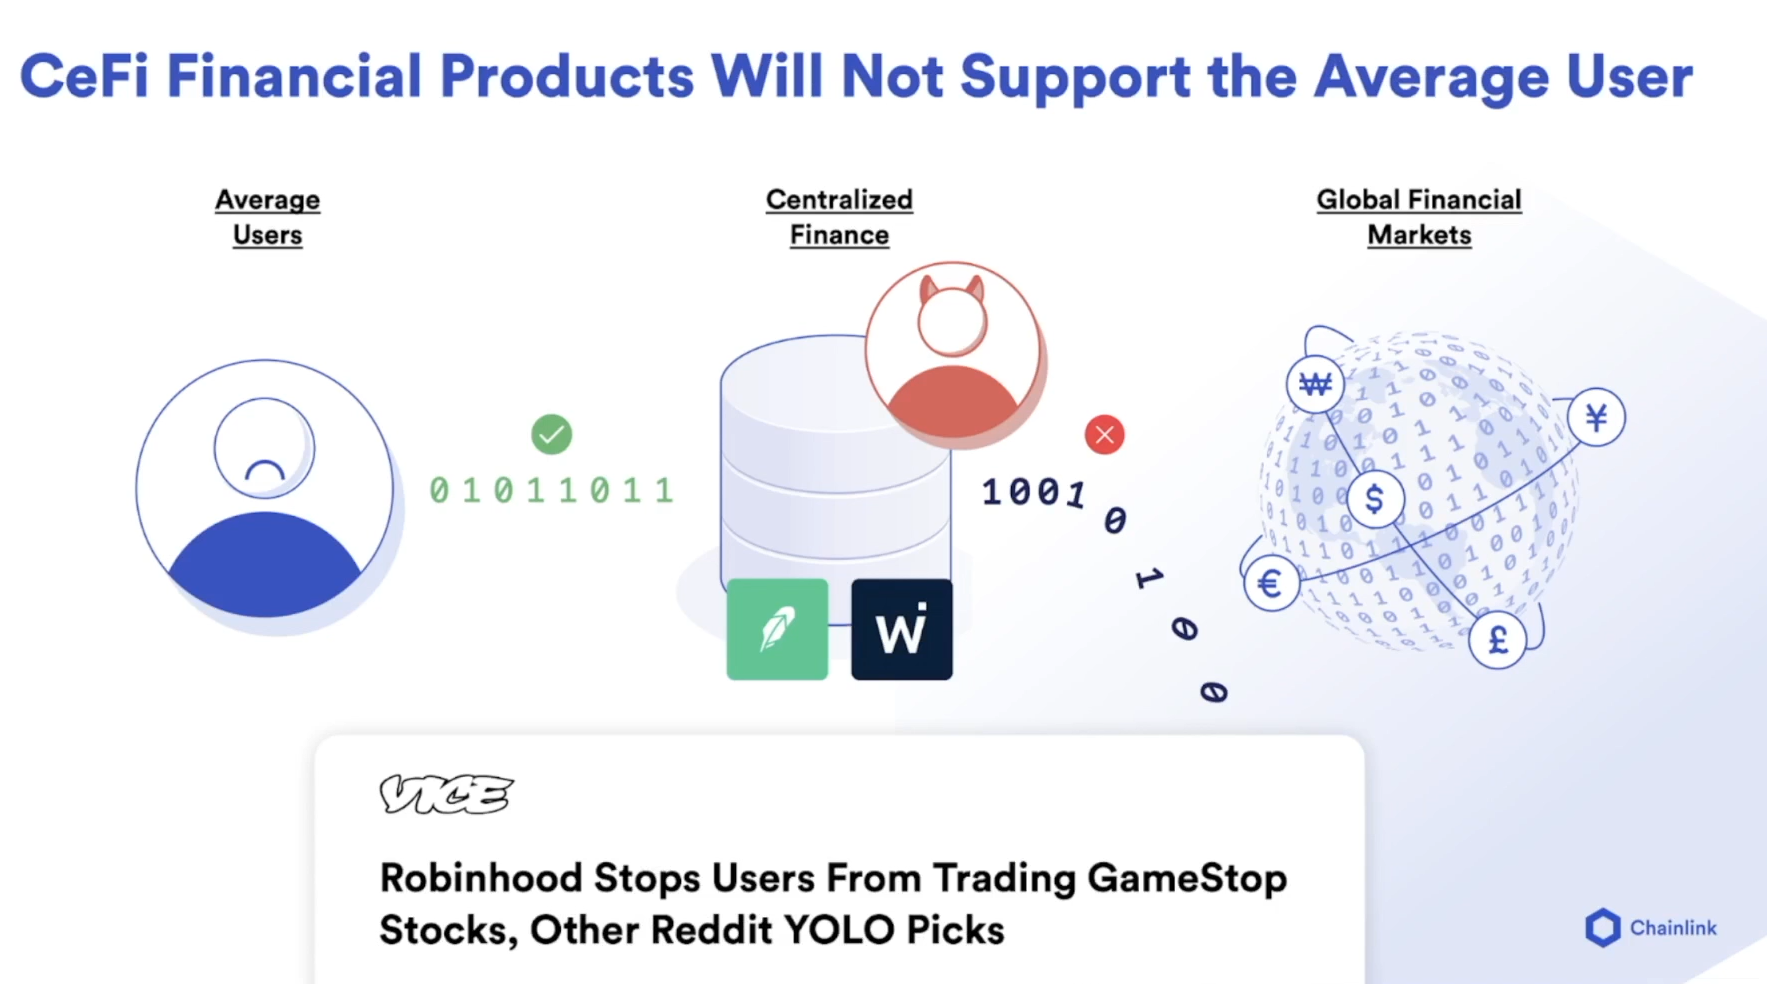 CeFi Financial Products Will Not Support the Average User
Average
Users
Centralized
Finance
Global Financial
Markets
01011011
1001
0
1
0
0
₩
¥
$
€
£
W
VICE
Robinhood Stops Users From Trading GameStop
Stocks, Other Reddit YOLO Picks
Chainlink